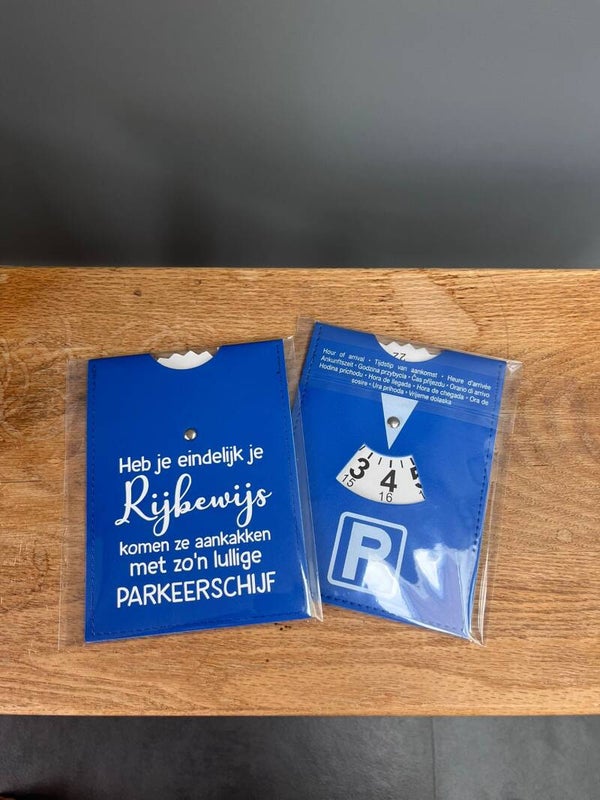 Heb je eindelijk je
Rijbewijs
komen ze aankakken
met zo'n lullige
PARKEERSCHIJF
Hour of arrival • Tijdstip van aankomst • Heure d'arrivée
Ankunftszeit • Godzina przybycia • Čas příjezdu • Orario di arrivo
Hodina príchodu • Hora de llegada • Hora de chegada • Ora de
sosire • Ura prihoda • Vrijeme dolaska
3 4 5
15 16
P